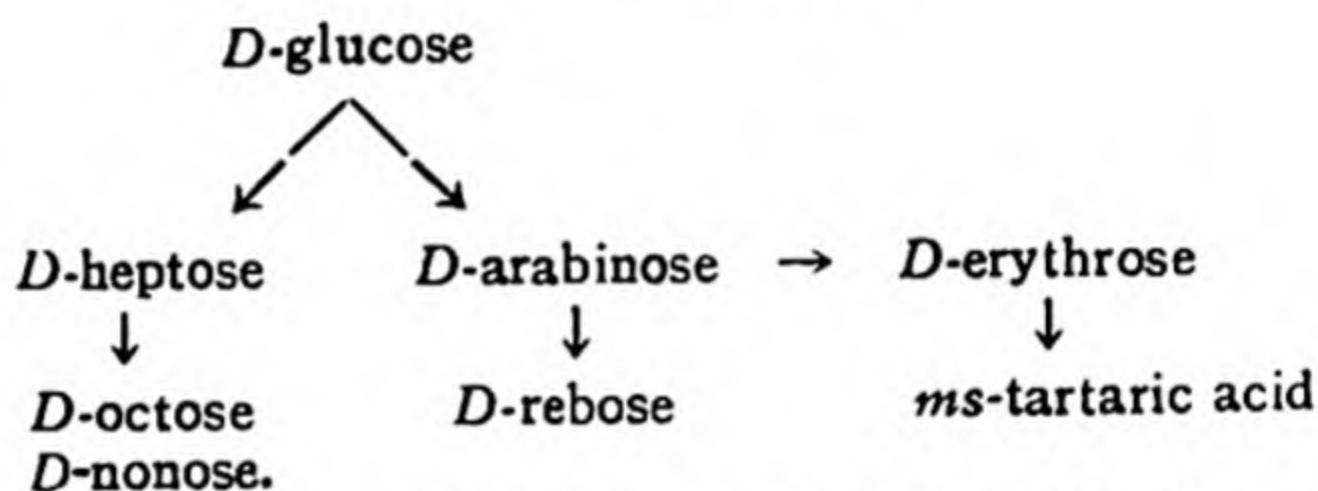 D-glucose
D-heptose D-arabinose → D-erythrose
D-octose D-rebose ms-tartaric acid
D-nonose.